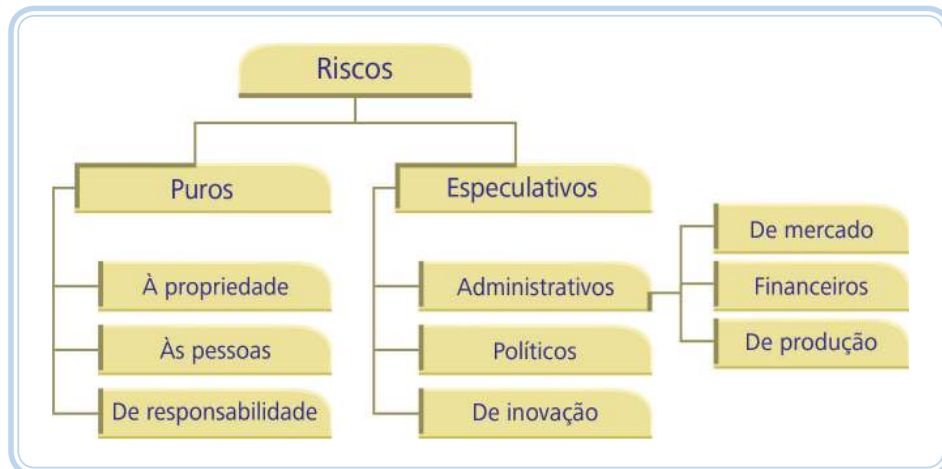 Riscos
Puros
À propriedade
Às pessoas
De responsabilidade
Especulativos
Administrativos
Políticos
De inovação
De mercado
Financeiros
De produção